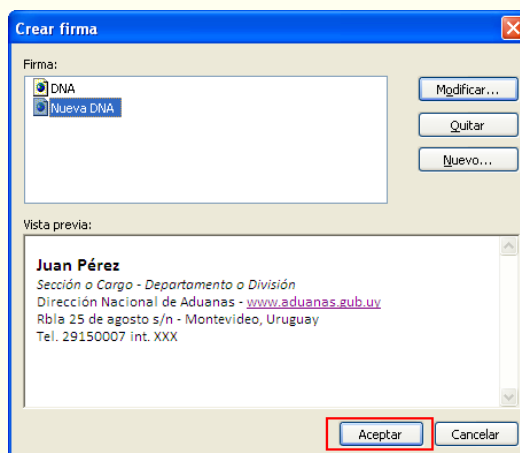 Crear firma
Firma:
DNA
Nueva DNA
Modificar...
Quitar
Nuevo...
Vista previa:
Juan Pérez
Sección o Cargo - Departamento o División
Dirección Nacional de Aduanas - www.aduanas.gub.uy
Rbla 25 de agosto s/n - Montevideo, Uruguay
Tel. 29150007 int. XXX
Aceptar
Cancelar